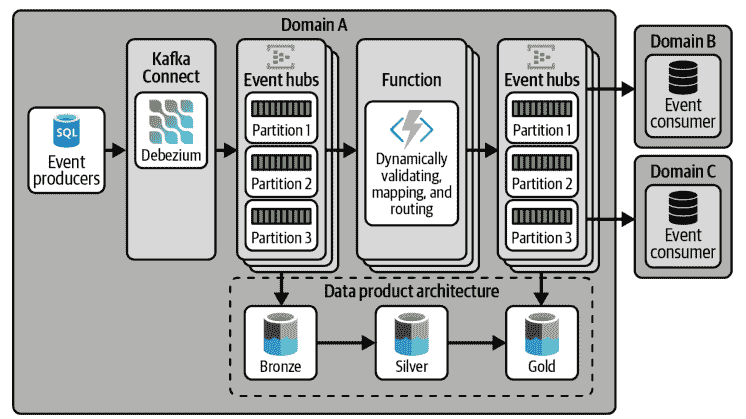 Domain A
Kafka
Connect
Debezium
SQL
Event
producers
Event hubs
Partition 1
Partition 2
Partition 3
Function
Dynamically
validating,
mapping, and
routing
Event hubs
Partition 1
Partition 2
Partition 3
Domain B
Event
consumer
Domain C
Event
consumer
Data product architecture
Bronze
Silver
Gold